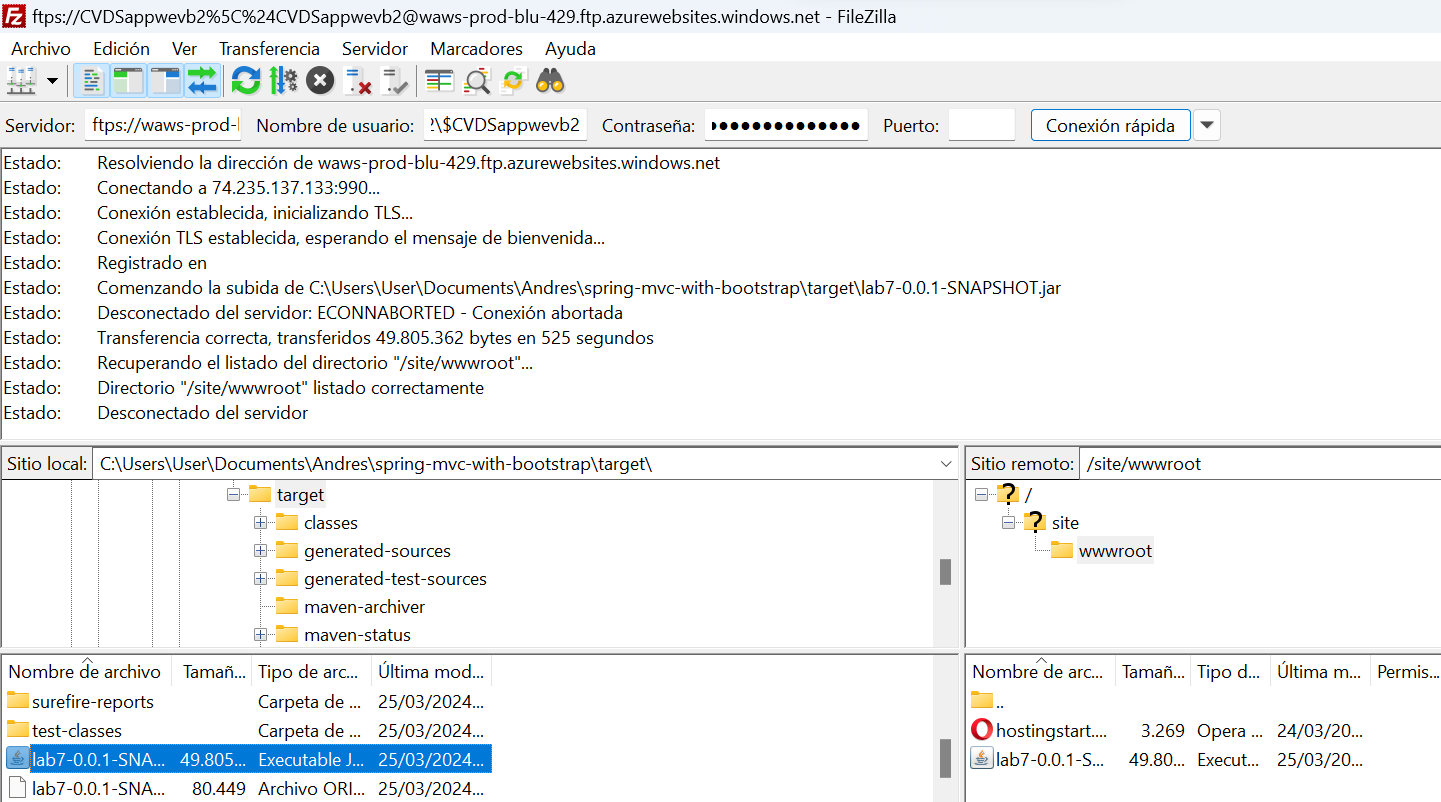 ftps://CVDSappwevb2%5C%24CVDSappwevb2@waws-prod-blu-429.ftp.azurewebsites.windows.net - FileZilla
Archivo Edición Ver Transferencia Servidor Marcadores Ayuda
Servidor: ftps://waws-prod-l Nombre de usuario: \$CVDSappwevb2 Contraseña: ●●●●●●●●●●●●● Puerto: Conexión rápida
Estado: Resolviendo la dirección de waws-prod-blu-429.ftp.azurewebsites.windows.net
Estado: Conectando a 74.235.137.133:990...
Estado: Conexión establecida, inicializando TLS...
Estado: Conexión TLS establecida, esperando el mensaje de bienvenida...
Estado: Registrado en
Estado: Comenzando la subida de C:\Users\User\Documents\Andres\spring-mvc-with-bootstrap\target\lab7-0.0.1-SNAPSHOT.jar
Estado: Desconectado del servidor: ECONNABORTED - Conexión abortada
Estado: Transferencia correcta, transferidos 49.805.362 bytes en 525 segundos
Estado: Recuperando el listado del directorio "/site/wwwroot"...
Estado: Directorio "/site/wwwroot" listado correctamente
Estado: Desconectado del servidor
Sitio local: C:\Users\User\Documents\Andres\spring-mvc-with-bootstrap\target\
target
classes
generated-sources
generated-test-sources
maven-archiver
maven-status
Sitio remoto: /site/wwwroot
? /
? site
wwwroot
Nombre de archivo Tamañ... Tipo de arc... Última mod...
surefire-reports Carpeta de ... 25/03/2024...
test-classes Carpeta de ... 25/03/2024...
lab7-0.0.1-SNA... 49.805... Executable J... 25/03/2024...
lab7-0.0.1-SNA... 80.449 Archivo ORI... 25/03/2024...
Nombre de arc... Tamañ... Tipo d... Última m... Permis...
..
hostingstart.... 3.269 Opera ... 24/03/20...
lab7-0.0.1-S... 49.80... Execut... 25/03/20...